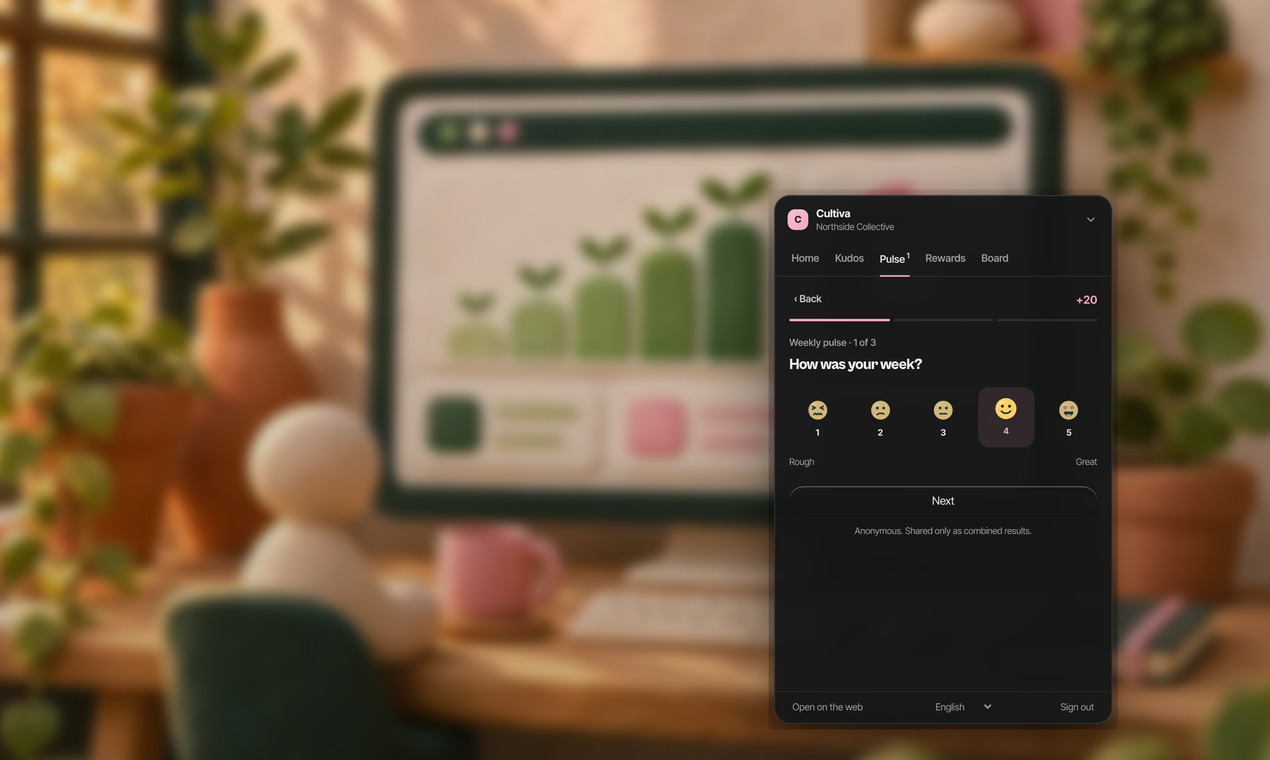 C
Cultiva
Northside Collective
Home Kudos Pulse 1 Rewards Board
‹ Back +20
Weekly pulse · 1 of 3
How was your week?
1 2 3 4 5
Rough Great
Next
Anonymous. Shared only as combined results.
Open on the web English Sign out